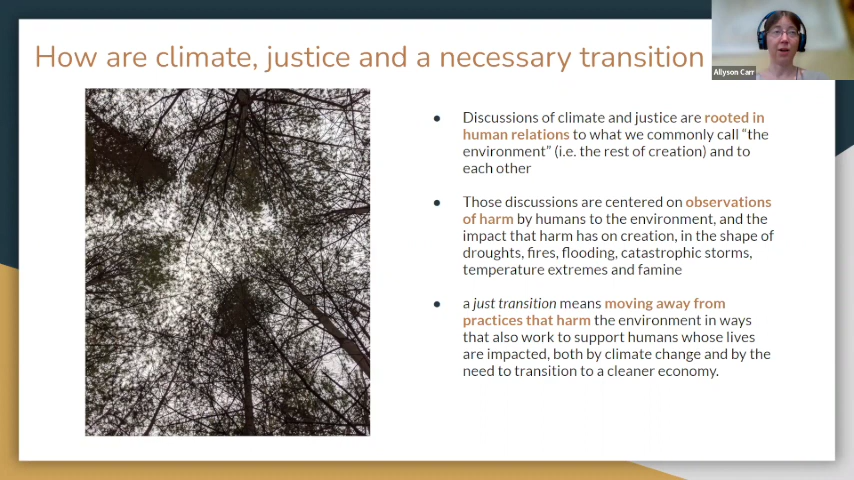 How are climate, justice and a necessary transition
Allyson Carr
● Discussions of climate and justice are rooted in
human relations to what we commonly call “the
environment” (i.e. the rest of creation) and to
each other
● Those discussions are centered on observations
of harm by humans to the environment, and the
impact that harm has on creation, in the shape of
droughts, fires, flooding, catastrophic storms,
temperature extremes and famine
● a just transition means moving away from
practices that harm the environment in ways
that also work to support humans whose lives
are impacted, both by climate change and by the
need to transition to a cleaner economy.